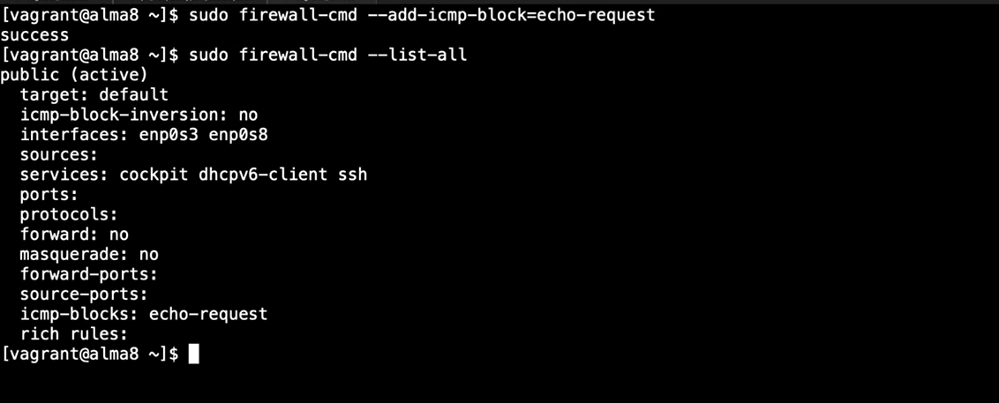 [vagrant@alma8 ~]$ sudo firewall-cmd --add-icmp-block=echo-request
success
[vagrant@alma8 ~]$ sudo firewall-cmd --list-all
public (active)
  target: default
  icmp-block-inversion: no
  interfaces: enp0s3 enp0s8
  sources:
  services: cockpit dhcpv6-client ssh
  ports:
  protocols:
  forward: no
  masquerade: no
  forward-ports:
  source-ports:
  icmp-blocks: echo-request
  rich rules:
[vagrant@alma8 ~]$